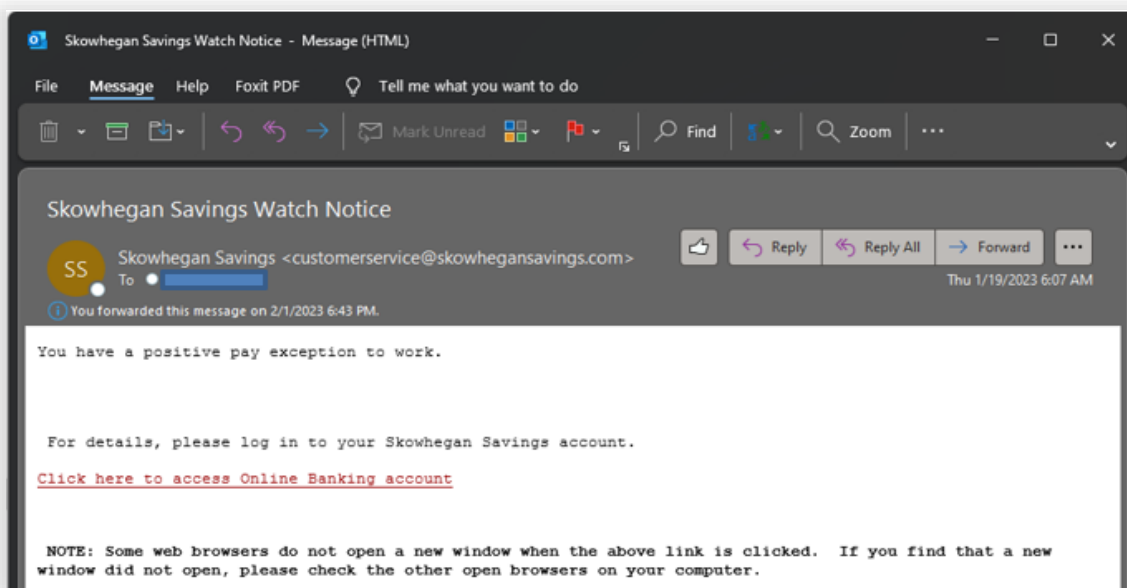 Skowhegan Savings Watch Notice - Message (HTML)
File Message Help Foxit PDF Tell me what you want to do
Mark Unread Find Zoom ...
Skowhegan Savings Watch Notice
SS
Skowhegan Savings <customerservice@skowhegansavings.com>
Reply Reply All Forward ...
To
Thu 1/19/2023 6:07 AM
You forwarded this message on 2/1/2023 6:43 PM.
You have a positive pay exception to work.
For details, please log in to your Skowhegan Savings account.
Click here to access Online Banking account
NOTE: Some web browsers do not open a new window when the above link is clicked. If you find that a new
window did not open, please check the other open browsers on your computer.